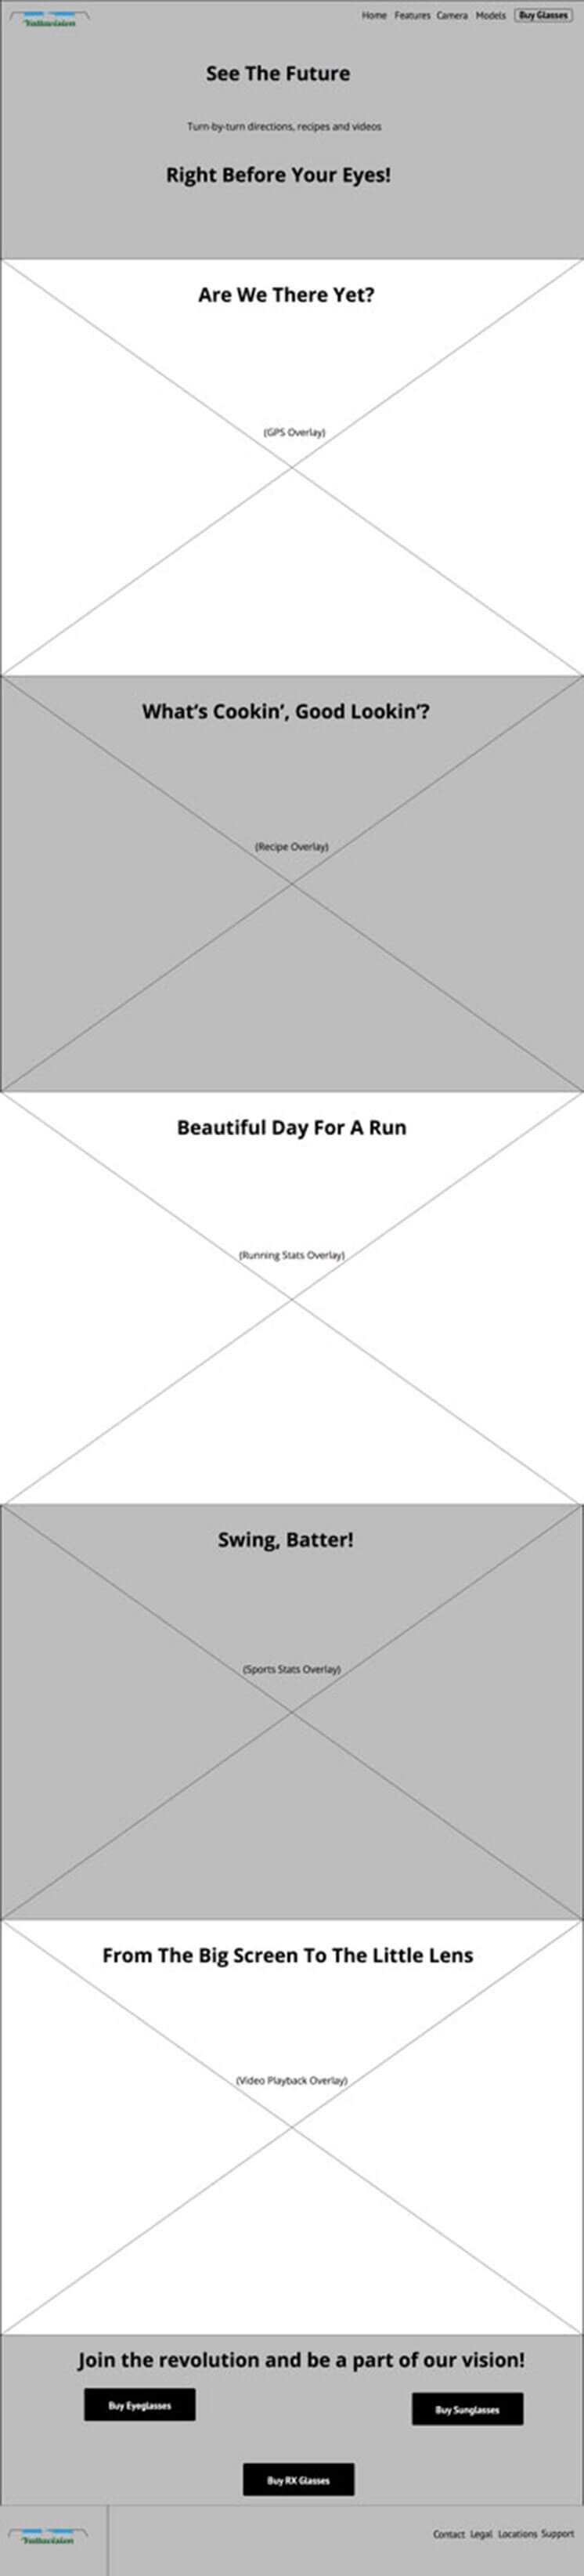 Home Features Camera Models Buy Glasses
See The Future
Turn-by-turn directions, recipes and videos
Right Before Your Eyes!
Are We There Yet?
(GPS Overlay)
What's Cookin', Good Lookin'?
(Recipe Overlay)
Beautiful Day For A Run
(Running Stats Overlay)
Swing, Batter!
(Sports Stats Overlay)
From The Big Screen To The Little Lens
(Video Playback Overlay)
Join the revolution and be a part of our vision!
Buy Eyeglasses
Buy Sunglasses
Buy RX Glasses
Contact Legal Locations Support